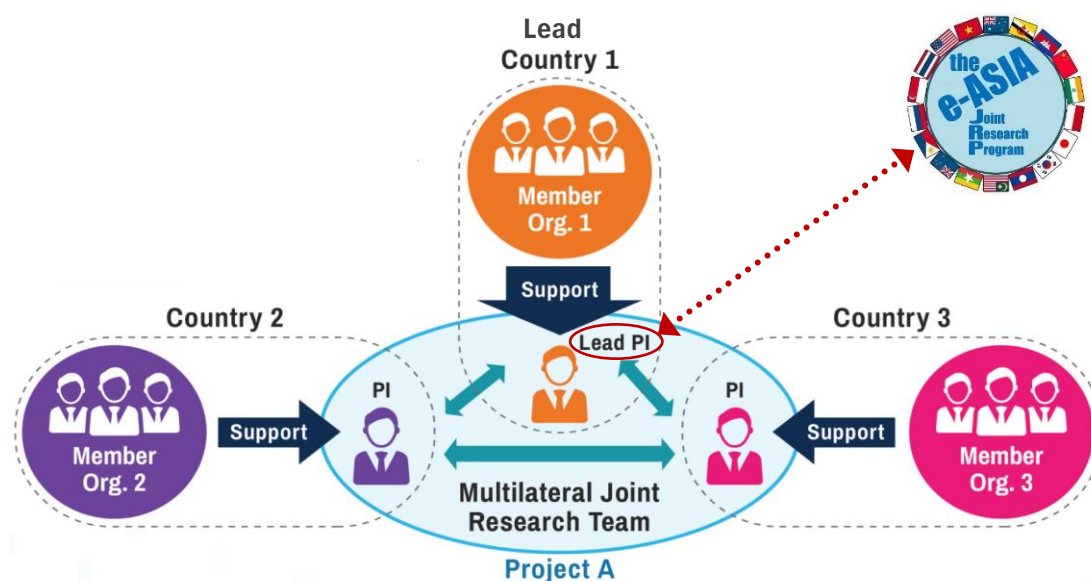 Lead
Country 1
the
e-ASIA
Joint
Research
Program
Member
Org. 1
Support
Country 2
Country 3
Lead PI
PI
PI
Member
Org. 2
Support
Support
Member
Org. 3
Multilateral Joint
Research Team
Project A